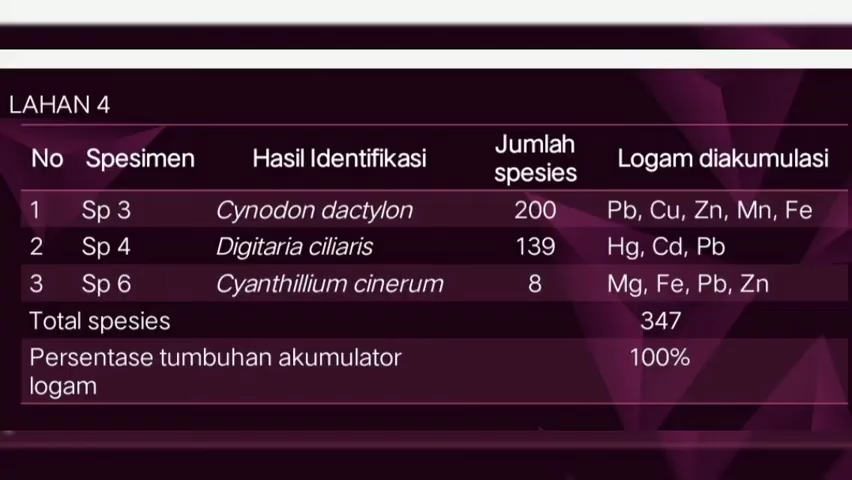 LAHAN 4
No Spesimen Hasil Identifikasi Jumlah spesies Logam diakumulasi
1 Sp 3 Cynodon dactylon 200 Pb, Cu, Zn, Mn, Fe
2 Sp 4 Digitaria ciliaris 139 Hg, Cd, Pb
3 Sp 6 Cyanthillium cinerum 8 Mg, Fe, Pb, Zn
Total spesies 347
Persentase tumbuhan akumulator 100%
logam